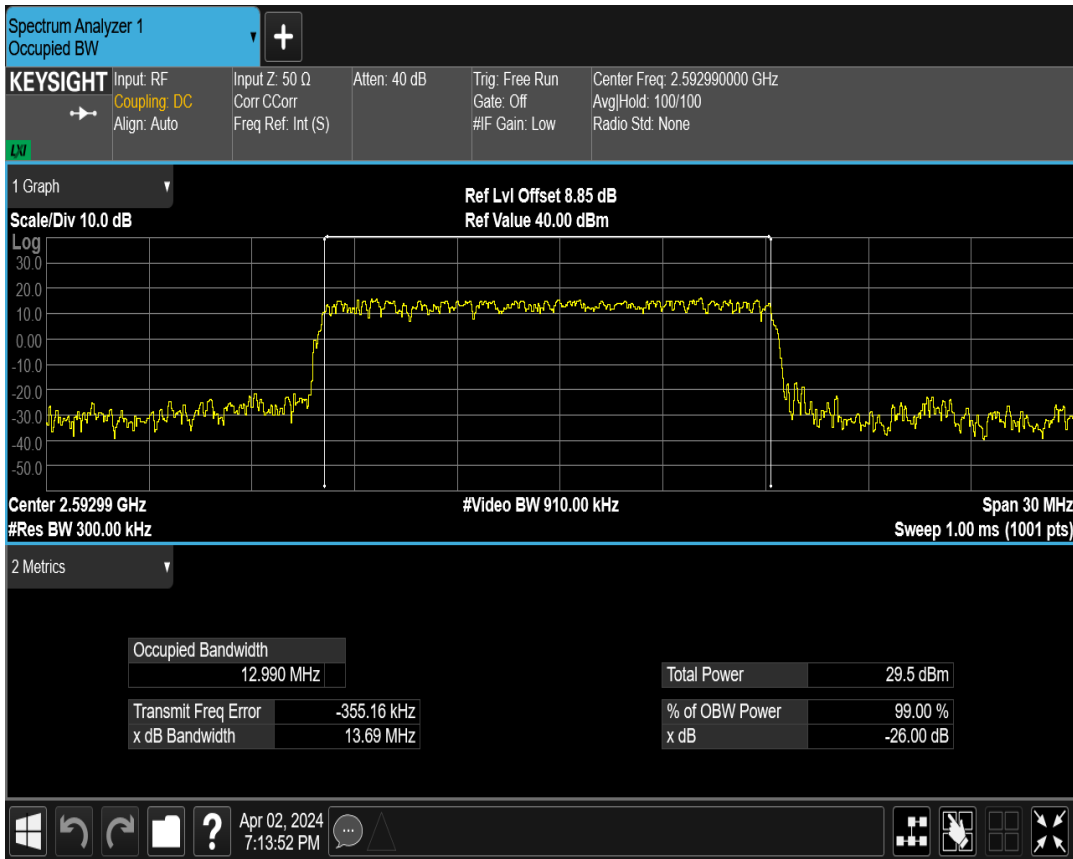 Spectrum Analyzer 1
Occupied BW
KEYSIGHT
LXI
Input: RF
Coupling: DC
Align: Auto
Input Z: 50 Ω
Corr CCorr
Freq Ref: Int (S)
Atten: 40 dB
Trig: Free Run
Gate: Off
#IF Gain: Low
Center Freq: 2.592990000 GHz
Avg|Hold: 100/100
Radio Std: None
1 Graph
Ref Lvl Offset 8.85 dB
Scale/Div 10.0 dB
Ref Value 40.00 dBm
Log
30.0
20.0
10.0
0.00
-10.0
-20.0
-30.0
-40.0
-50.0
Center 2.59299 GHz
#Video BW 910.00 kHz
Span 30 MHz
#Res BW 300.00 kHz
Sweep 1.00 ms (1001 pts)
2 Metrics
Occupied Bandwidth
12.990 MHz
Total Power 29.5 dBm
Transmit Freq Error -355.16 kHz
% of OBW Power 99.00 %
x dB Bandwidth 13.69 MHz
x dB -26.00 dB
?
Apr 02, 2024
7:13:52 PM